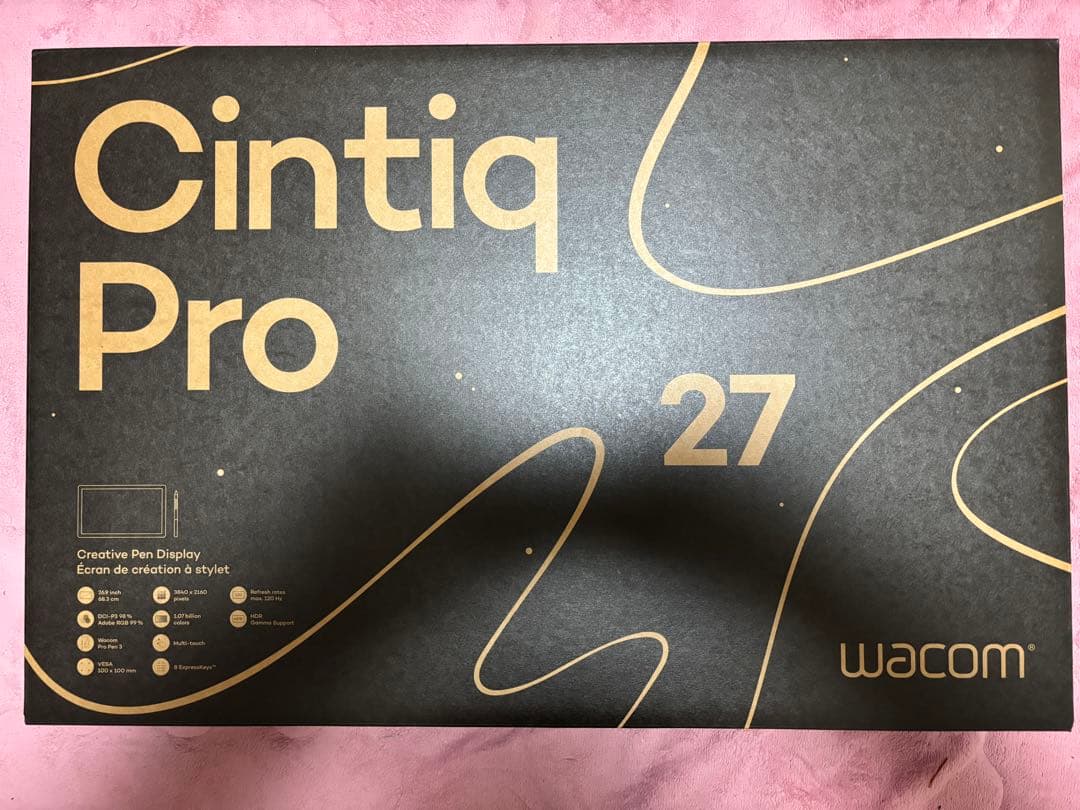 Cintiq
Pro
27
Creative Pen Display
Écran de création à stylet
26.9 inch
68.3 cm
3840 x 2160
pixels
Refresh rates
max. 120 Hz
DCI-P3 98 %
Adobe RGB 99 %
1.07 billion
colors
HDR
Gamma Support
Wacom
Pro Pen 3
Multi-touch
VESA
100 x 100 mm
8 ExpressKeys™
wacom®